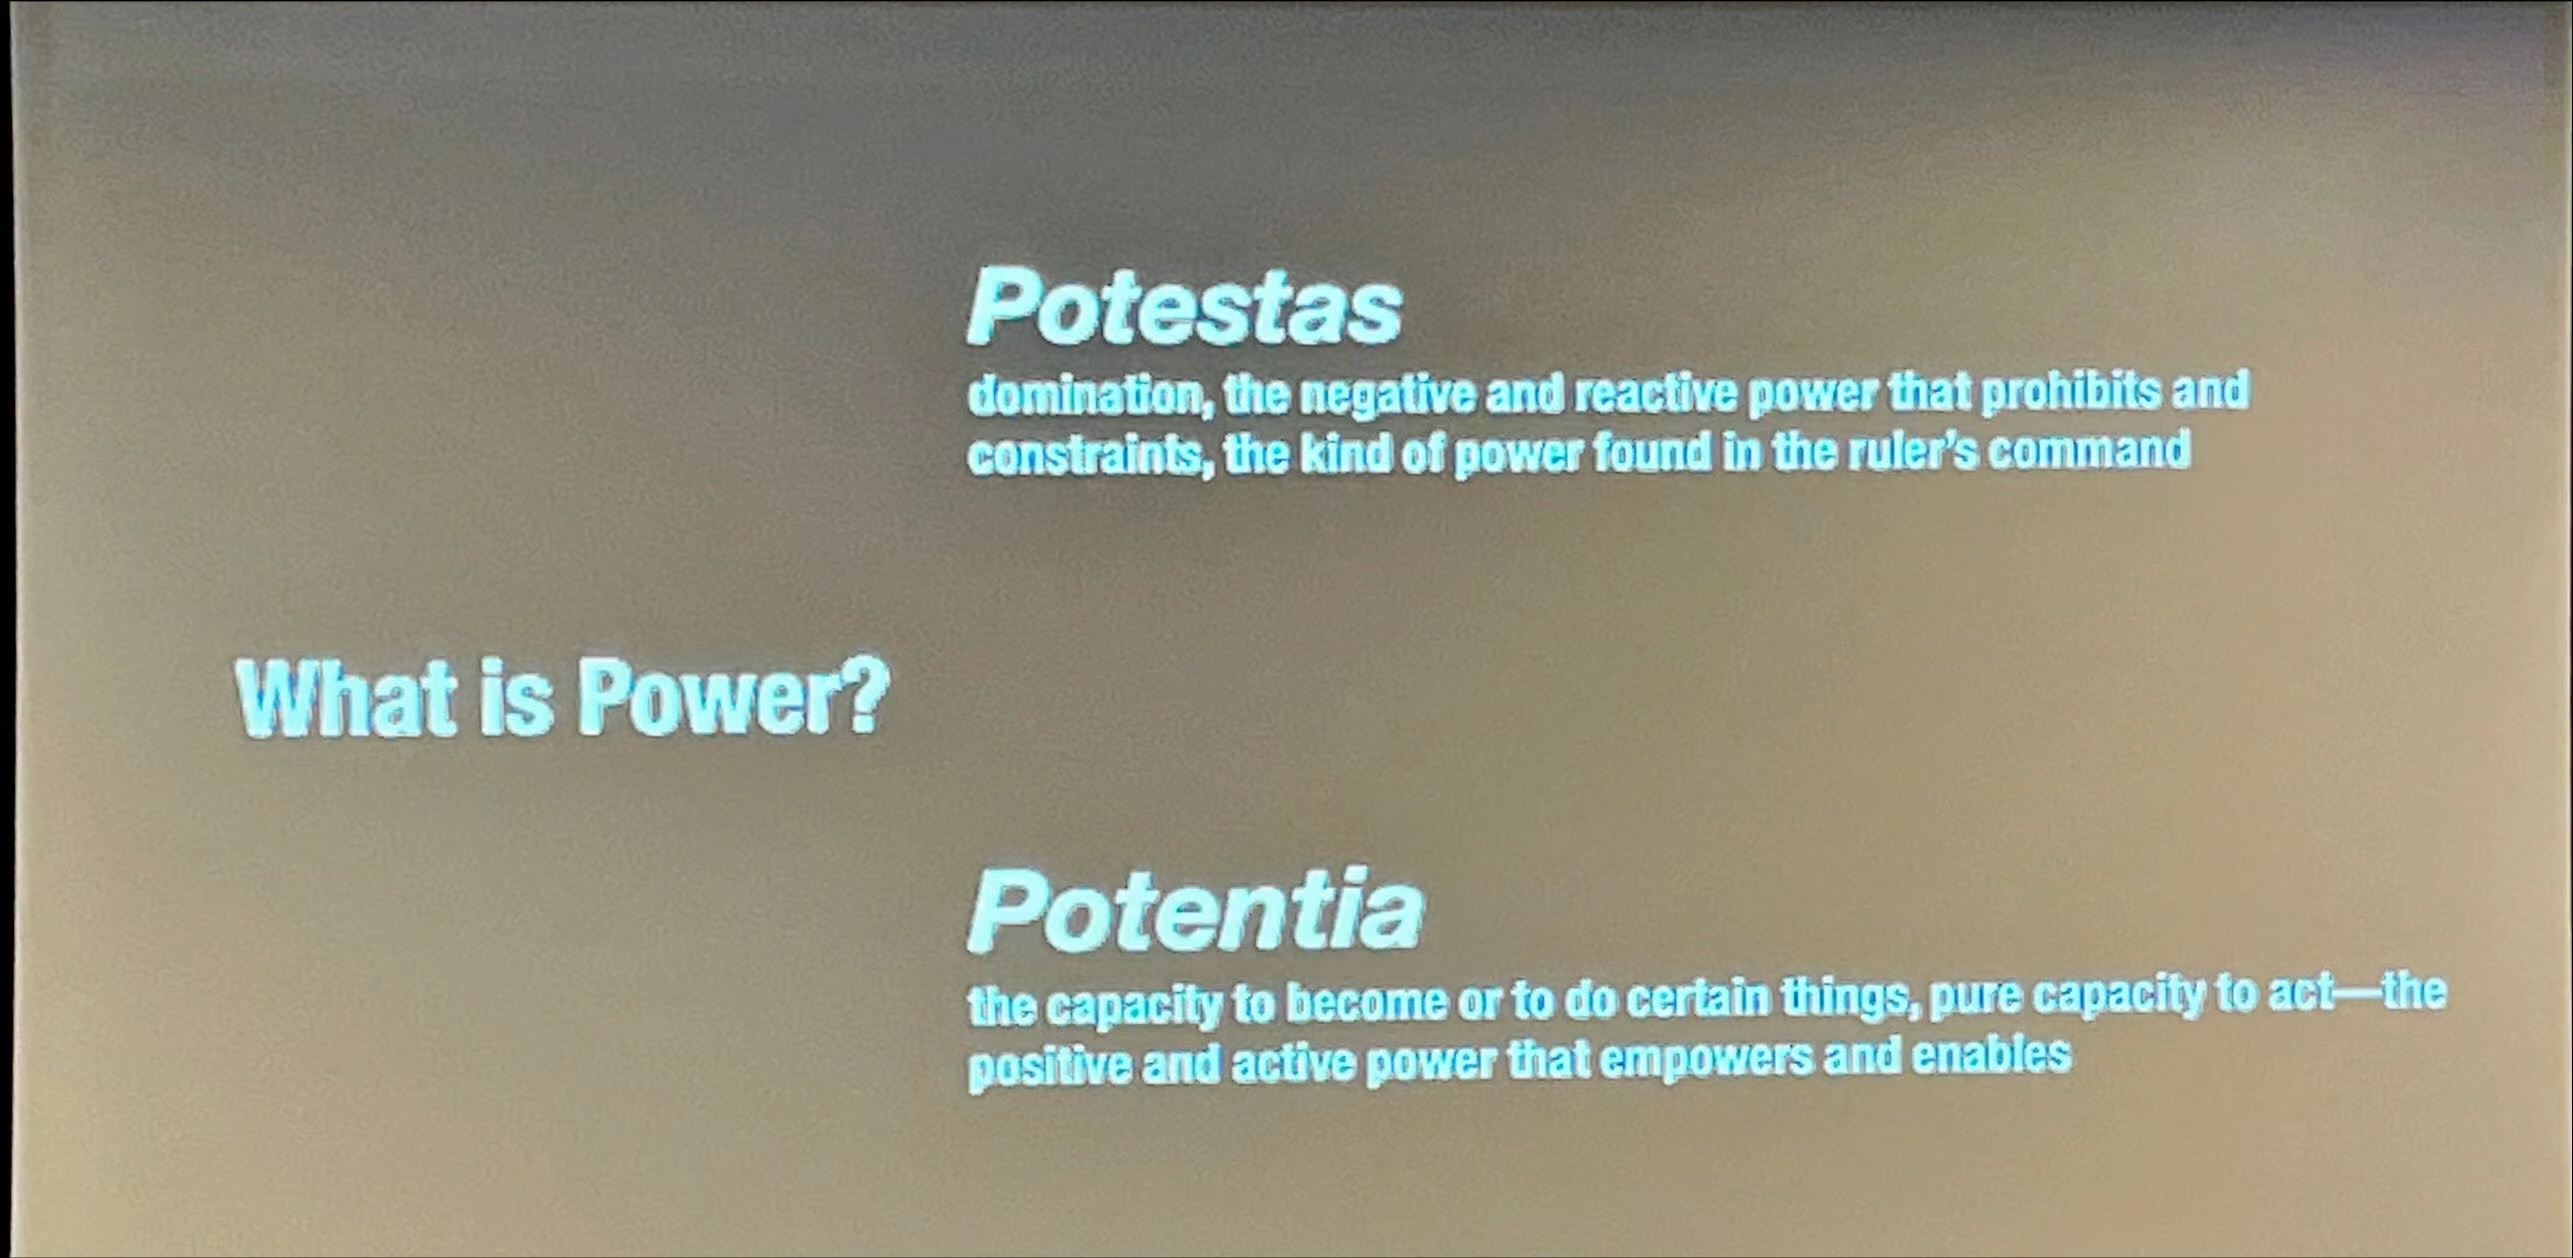 What is Power?
Potestas
domination, the negative and reactive power that prohibits and
constraints, the kind of power found in the ruler's command
Potentia
the capacity to become or to do certain things, pure capacity to act—the
positive and active power that empowers and enables